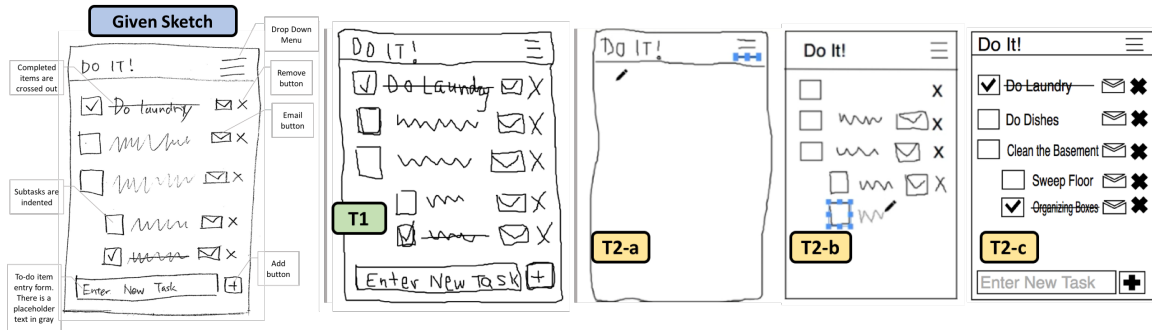 Given Sketch
Drop Down
Menu
Completed
items are
crossed out
DO IT!
Remove
button
Do laundry
X
Email
button
X
X
Subtasks are
indented
X
X
To-do item
entry form.
There is a
placeholder
text in gray
Enter New Task
+
Add
button
DO IT!
Do Laundry
X
X
X
X
X
T1
Enter New Task
+
DO IT!
T2-a
Do It!
X
X
X
X
T2-b
Do It!
Do Laundry
Do Dishes
Clean the Basement
Sweep Floor
Organizing Boxes
T2-c
Enter New Task